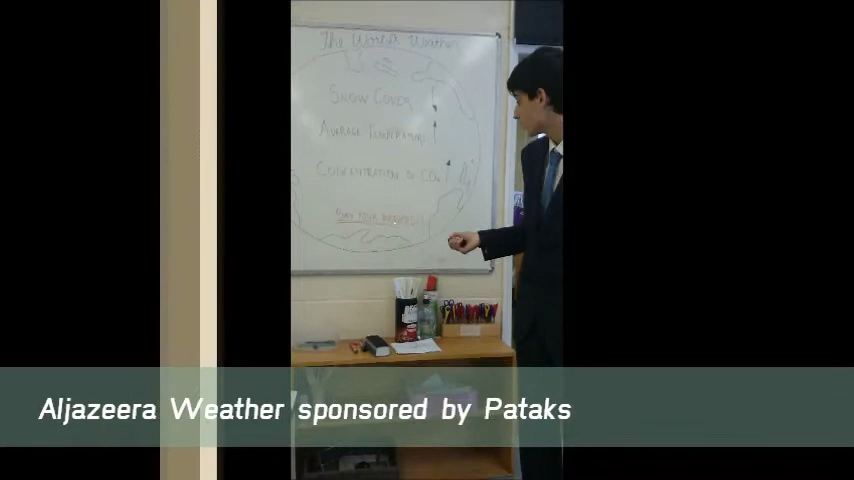 The World Weather
SNOW COVER
AVERAGE TEMPERATURE
CONCENTRATION OF CO₂
Aljazeera Weather sponsored by Pataks